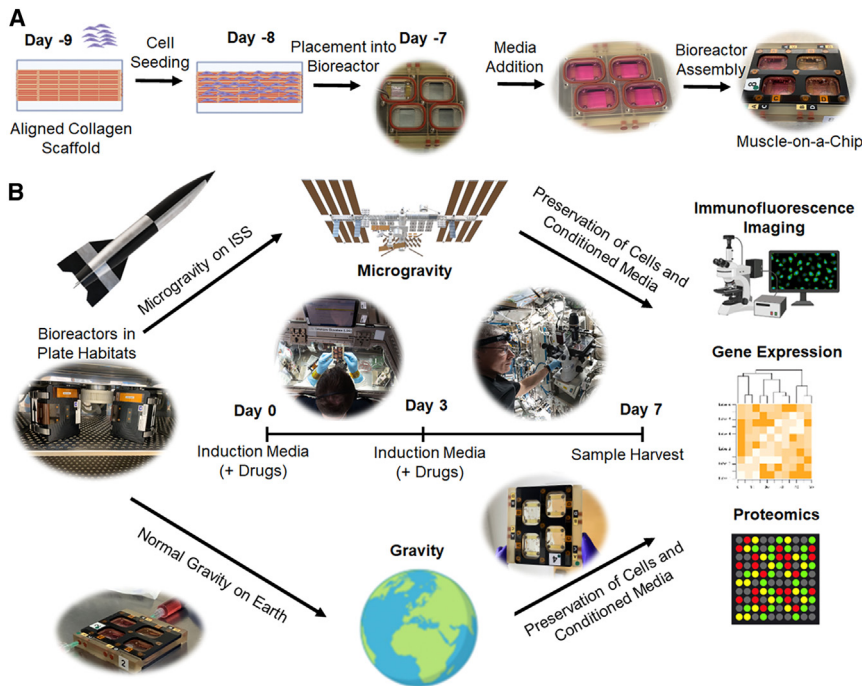 A
Day -9
Cell
Seeding
Day -8
Placement into
Bioreactor
Day -7
Media
Addition
Bioreactor
Assembly
Aligned Collagen
Scaffold
Muscle-on-a-Chip
B
Microgravity on ISS
Microgravity
Preservation of Cells and
Conditioned Media
Immunofluorescence
Imaging
Bioreactors in
Plate Habitats
Gene Expression
Day 0
Day 3
Day 7
Induction Media
(+ Drugs)
Induction Media
(+ Drugs)
Sample Harvest
Proteomics
Normal Gravity on Earth
Gravity
Preservation of Cells and
Conditioned Media